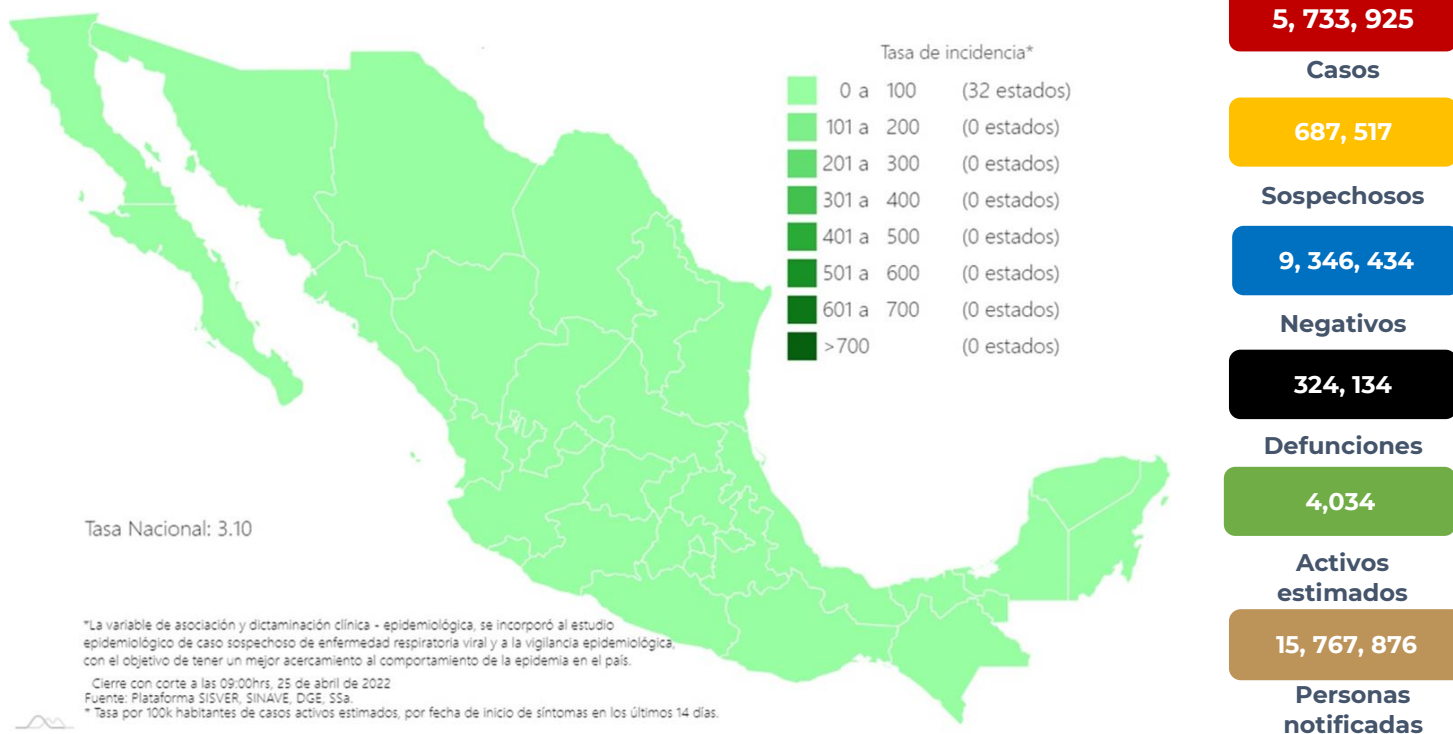 Tasa de incidencia*
0 a 100 (32 estados)
101 a 200 (0 estados)
201 a 300 (0 estados)
301 a 400 (0 estados)
401 a 500 (0 estados)
501 a 600 (0 estados)
601 a 700 (0 estados)
>700 (0 estados)
Tasa Nacional: 3.10
*La variable de asociación y dictaminación clínica - epidemiológica, se incorporó al estudio
epidemiológico de caso sospechoso de enfermedad respiratoria viral y a la vigilancia epidemiológica,
con el objetivo de tener un mejor acercamiento al comportamiento de la epidemia en el país.
Cierre con corte a las 09:00hrs, 25 de abril de 2022
Fuente: Plataforma SISVER, SINAVE, DGE, SSa.
* Tasa por 100k habitantes de casos activos estimados, por fecha de inicio de síntomas en los últimos 14 días.
5, 733, 925
Casos
687, 517
Sospechosos
9, 346, 434
Negativos
324, 134
Defunciones
4,034
Activos
estimados
15, 767, 876
Personas
notificadas